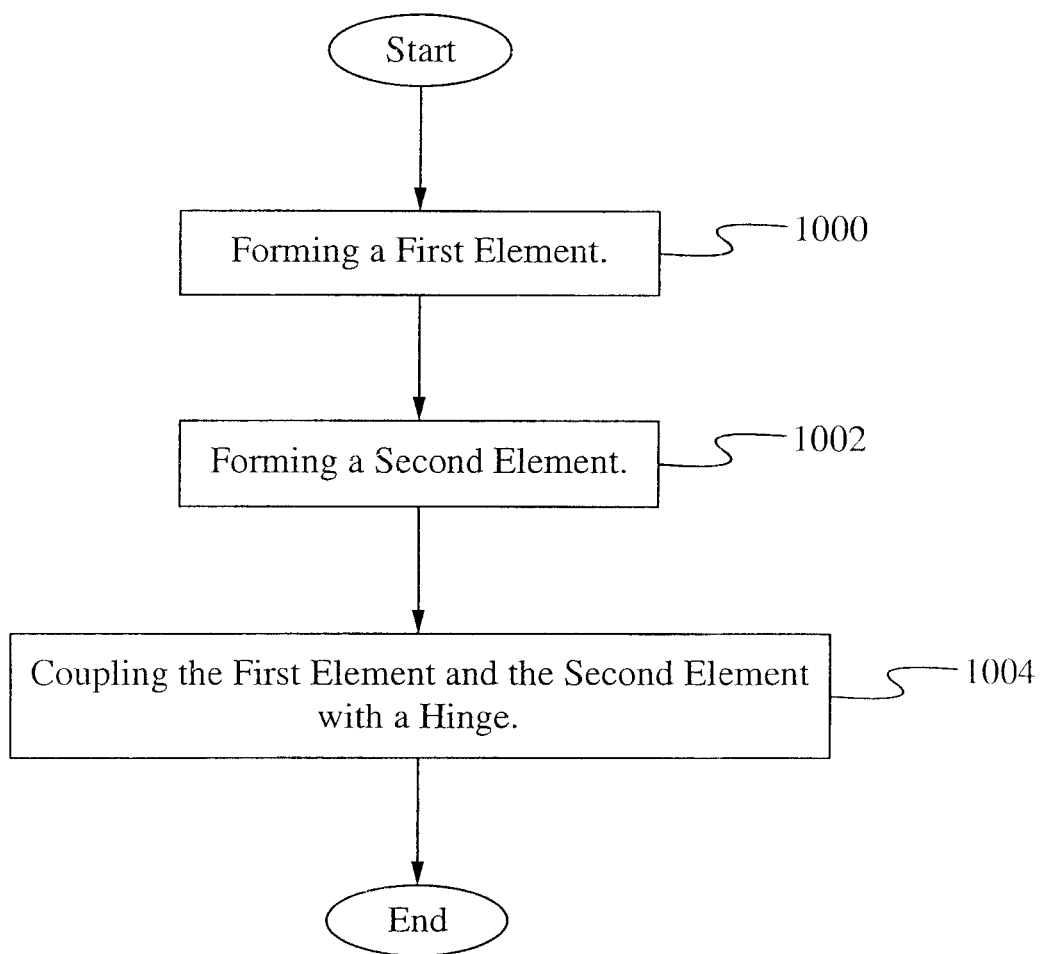 Start
Forming a First Element.
1000
Forming a Second Element.
1002
Coupling the First Element and the Second Element
with a Hinge.
1004
End